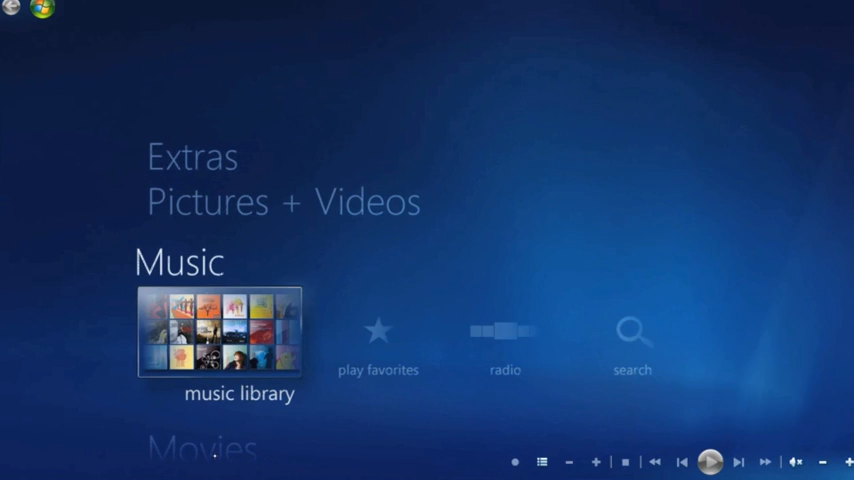 Extras
Pictures + Videos
Music
play favorites
radio
search
music library
Movies